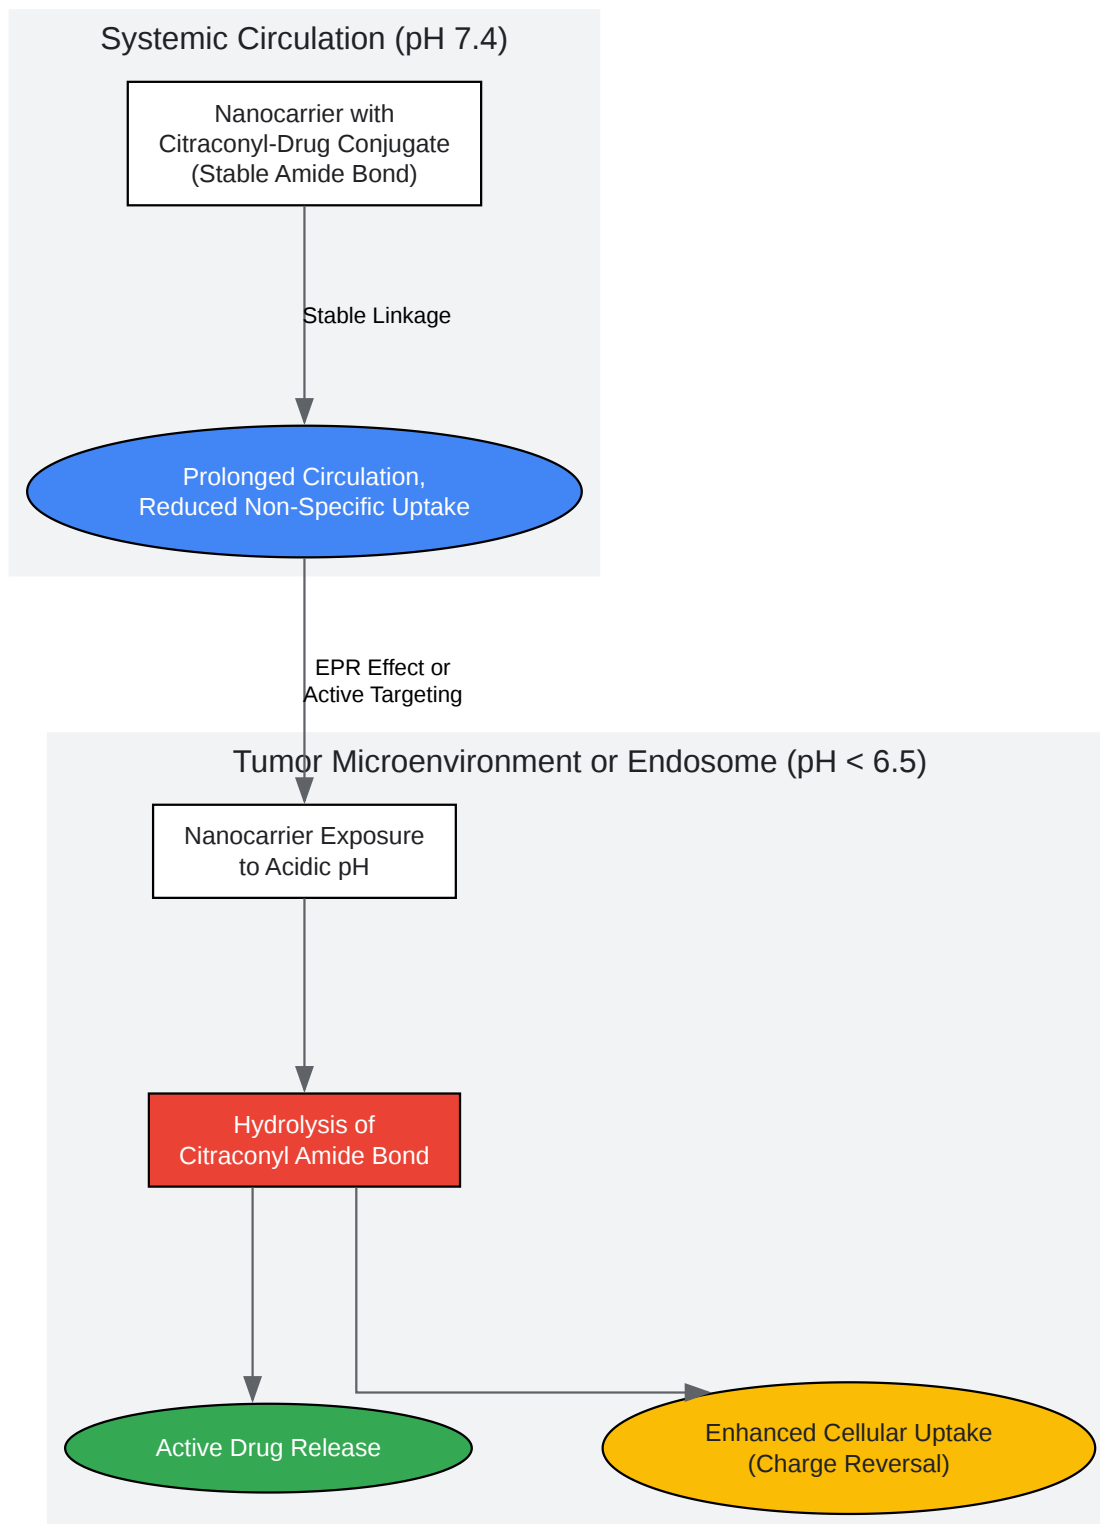 Systemic Circulation (pH 7.4)
Nanocarrier with
Citraconyl-Drug Conjugate
(Stable Amide Bond)
Stable Linkage
Prolonged Circulation,
Reduced Non-Specific Uptake
EPR Effect or
Active Targeting
Tumor Microenvironment or Endosome (pH < 6.5)
Nanocarrier Exposure
to Acidic pH
Hydrolysis of
Citraconyl Amide Bond
Active Drug Release
Enhanced Cellular Uptake
(Charge Reversal)